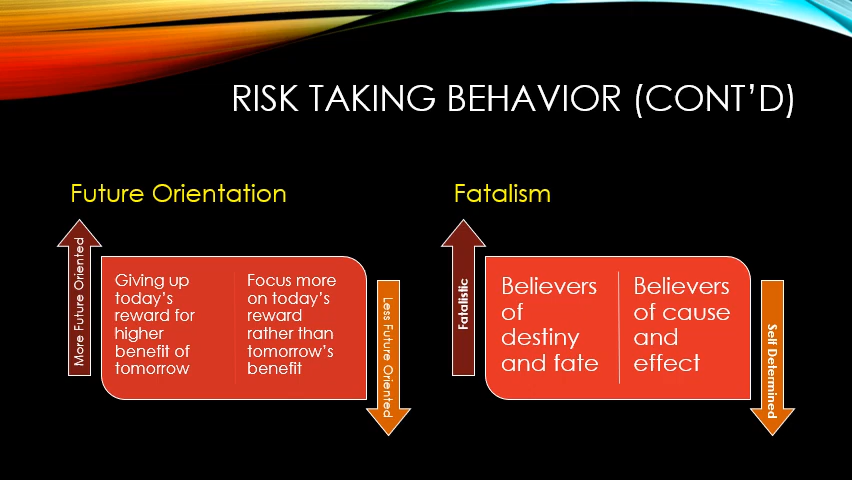 RISK TAKING BEHAVIOR (CONT’D)
Future Orientation
More Future Oriented
Giving up
today’s
reward for
higher
benefit of
tomorrow
Focus more
on today’s
reward
rather than
tomorrow’s
benefit
Less Future Oriented
Fatalism
Fatalistic
Believers
of
destiny
and fate
Believers
of cause
and
effect
Self Determined